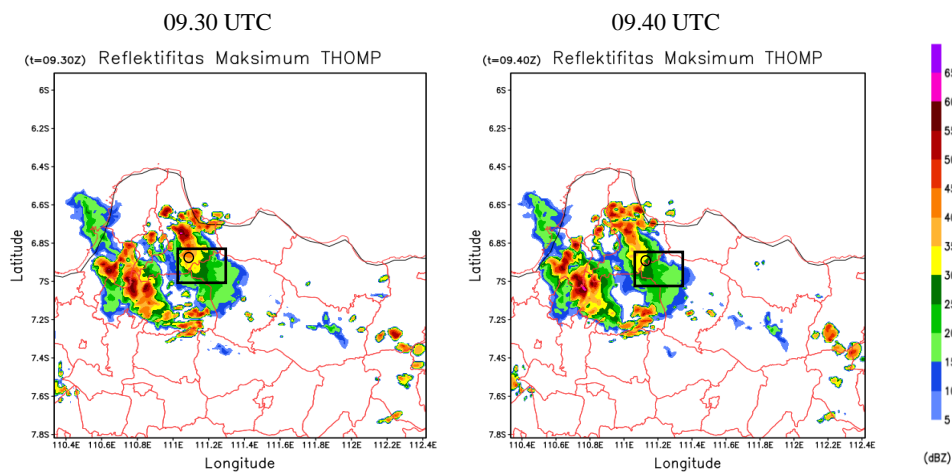 09.30 UTC
09.40 UTC
(t=09.30Z) Reflektifitas Maksimum THOMP
(t=09.40Z) Reflektifitas Maksimum THOMP
6S
6.2S
6.4S
6.6S
6.8S
7S
7.2S
7.4S
7.6S
7.8S
Latitude
110.4E 110.6E 110.8E 111E 111.2E 111.4E 111.6E 111.8E 112E 112.2E 112.4E
Longitude
6S
6.2S
6.4S
6.6S
6.8S
7S
7.2S
7.4S
7.6S
7.8S
Latitude
110.4E 110.6E 110.8E 111E 111.2E 111.4E 111.6E 111.8E 112E 112.2E 112.4E
Longitude
5
(dBZ)